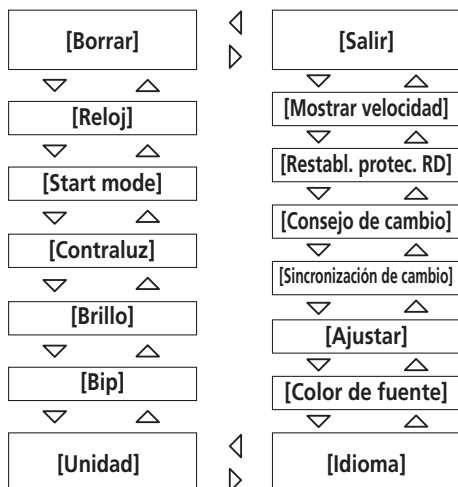 [Borrar]
[Reloj]
[Start mode]
[Contraluz]
[Brillo]
[Bip]
[Unidad]
[Salir]
[Mostrar velocidad]
[Restabl. protec. RD]
[Consejo de cambio]
[Sincronización de cambio]
[Ajustar]
[Color de fuente]
[Idioma]